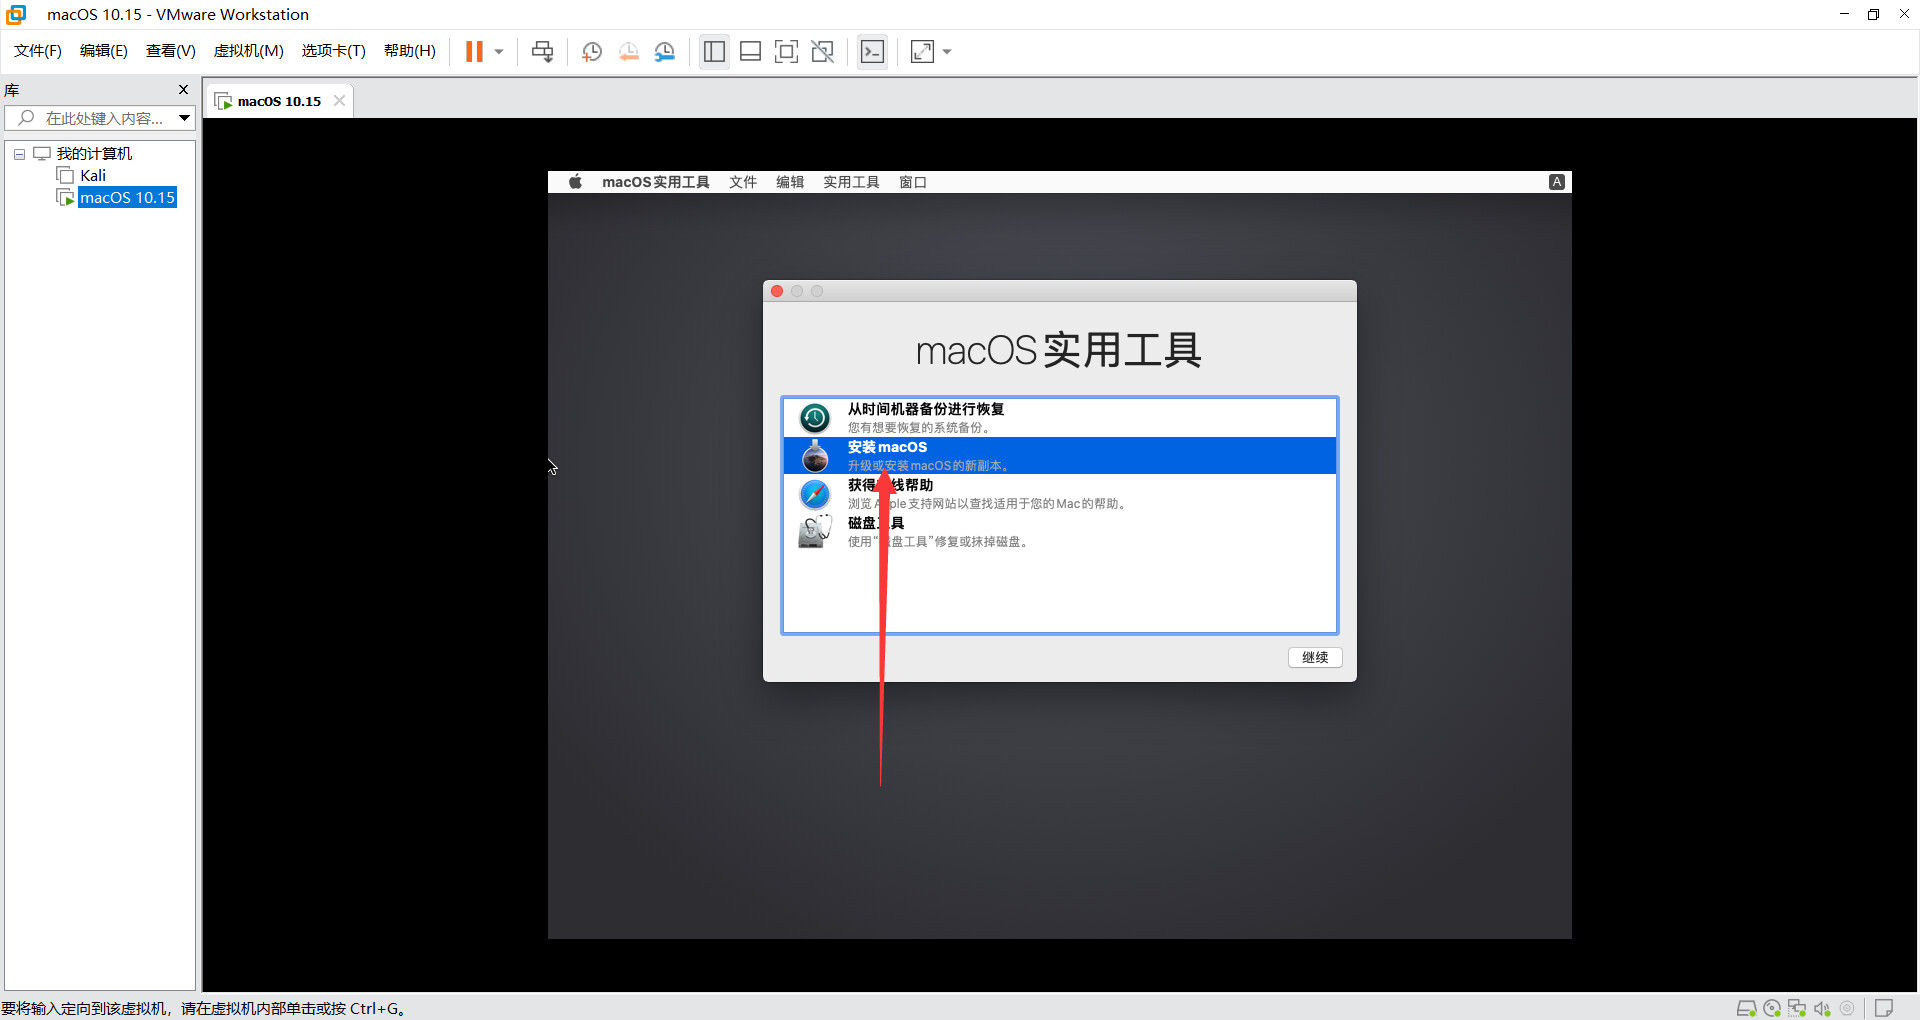 macOS 10.15 - VMware Workstation
文件(F) 编辑(E) 查看(V) 虚拟机(M) 选项卡(T) 帮助(H)
库
macOS 10.15
在此处键入内容...
我的计算机
Kali
macOS 10.15
macOS实用工具 文件 编辑 实用工具 窗口 A
macOS实用工具
从时间机器备份进行恢复
您有想要恢复的系统备份。
安装macOS
升级或安装macOS的新副本。
获得在线帮助
浏览Apple支持网站以查找适用于您的Mac的帮助。
磁盘工具
使用“磁盘工具”修复或抹掉磁盘。
继续
要将输入定向到该虚拟机，请在虚拟机内部单击或按 Ctrl+G。